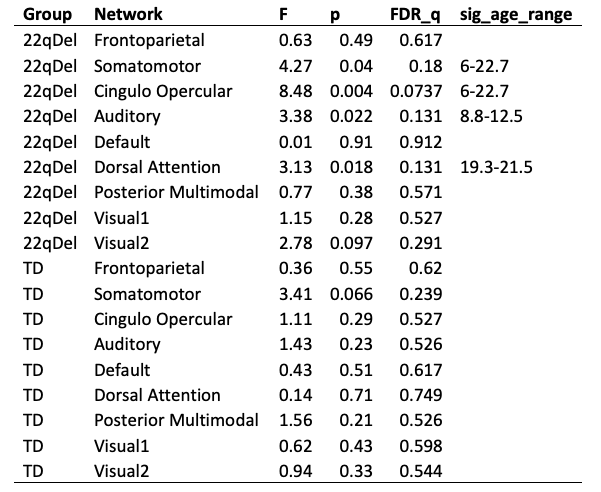 Group Network F p FDR_q sig_age_range
22qDel Frontoparietal 0.63 0.49 0.617
22qDel Somatomotor 4.27 0.04 0.18 6-22.7
22qDel Cingulo Opercular 8.48 0.004 0.0737 6-22.7
22qDel Auditory 3.38 0.022 0.131 8.8-12.5
22qDel Default 0.01 0.91 0.912
22qDel Dorsal Attention 3.13 0.018 0.131 19.3-21.5
22qDel Posterior Multimodal 0.77 0.38 0.571
22qDel Visual1 1.15 0.28 0.527
22qDel Visual2 2.78 0.097 0.291
TD Frontoparietal 0.36 0.55 0.62
TD Somatomotor 3.41 0.066 0.239
TD Cingulo Opercular 1.11 0.29 0.527
TD Auditory 1.43 0.23 0.526
TD Default 0.43 0.51 0.617
TD Dorsal Attention 0.14 0.71 0.749
TD Posterior Multimodal 1.56 0.21 0.526
TD Visual1 0.62 0.43 0.598
TD Visual2 0.94 0.33 0.544